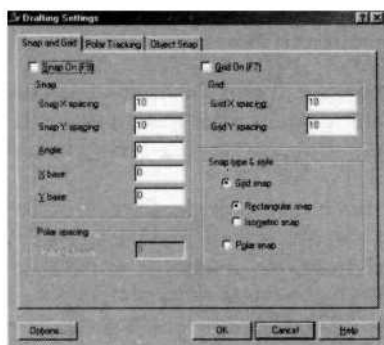 Drafting Settings
Snap and Grid
Polar Tracking
Object Snap
Snap On (F9)
Grid On (F7)
Snap
Snap X spacing: 10
Snap Y spacing: 10
Angle: 0
X base: 0
Y base: 0
Grid
Grid X spacing: 10
Grid Y spacing: 10
Snap type & style
Grid snap
Rectangular snap
Isometric snap
Polar snap
Polar spacing
Options...
OK
Cancel
Help